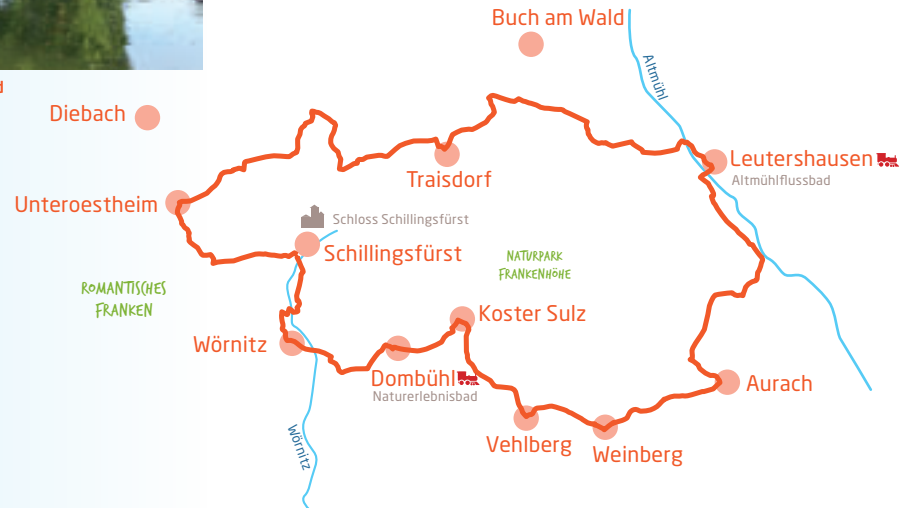 Buch am Wald
Altmühl
d
Diebach
Leutershausen
Altmühlflussbad
Traisdorf
Unteroestheim
Schloss Schillingsfürst
Schillingsfürst
NATURPARK
FRANKENHÖHE
ROMANTISCHES
FRANKEN
Koster Sulz
Wörnitz
Dombühl
Naturerlebnisbad
Aurach
Vehlberg
Weinberg
Wörnitz